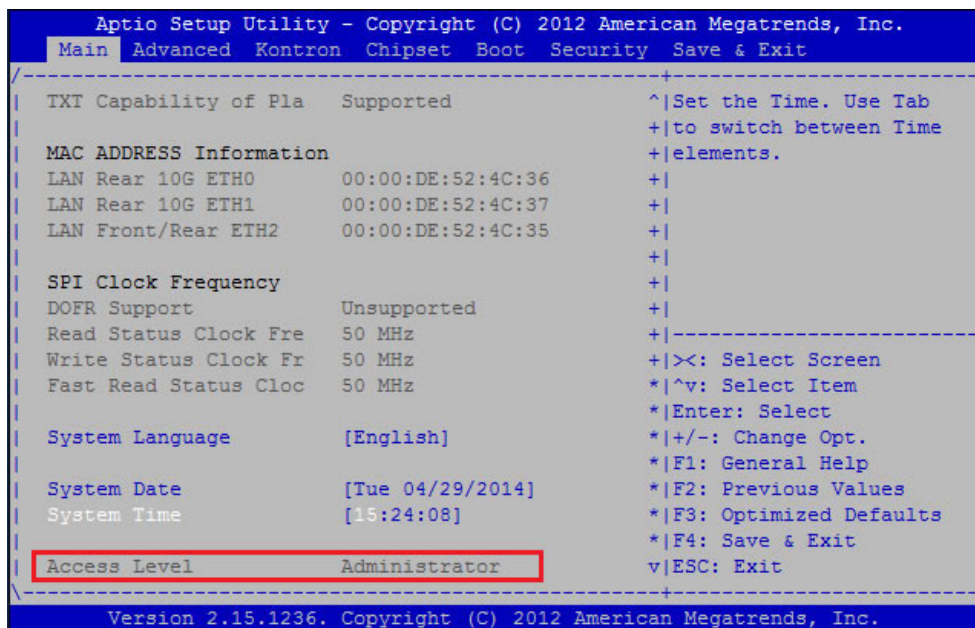 Aptio Setup Utility - Copyright (C) 2012 American Megatrends, Inc.
Main Advanced Kontron Chipset Boot Security Save & Exit
/----------------------------------------------------+------------------------
| TXT Capability of Pla Supported ^|Set the Time. Use Tab
| +|to switch between Time
| MAC ADDRESS Information +|elements.
| LAN Rear 10G ETH0 00:00:DE:52:4C:36 +|
| LAN Rear 10G ETH1 00:00:DE:52:4C:37 +|
| LAN Front/Rear ETH2 00:00:DE:52:4C:35 +|
| +|
| SPI Clock Frequency +|
| DOFR Support Unsupported +|
| Read Status Clock Fre 50 MHz +|------------------------
| Write Status Clock Fr 50 MHz +|><: Select Screen
| Fast Read Status Cloc 50 MHz *|^v: Select Item
| *|Enter: Select
| System Language [English] *|+/-: Change Opt.
| *|F1: General Help
| System Date [Tue 04/29/2014] *|F2: Previous Values
| System Time [15:24:08] *|F3: Optimized Defaults
| *|F4: Save & Exit
| Access Level Administrator v|ESC: Exit
\----------------------------------------------------+------------------------
Version 2.15.1236. Copyright (C) 2012 American Megatrends, Inc.